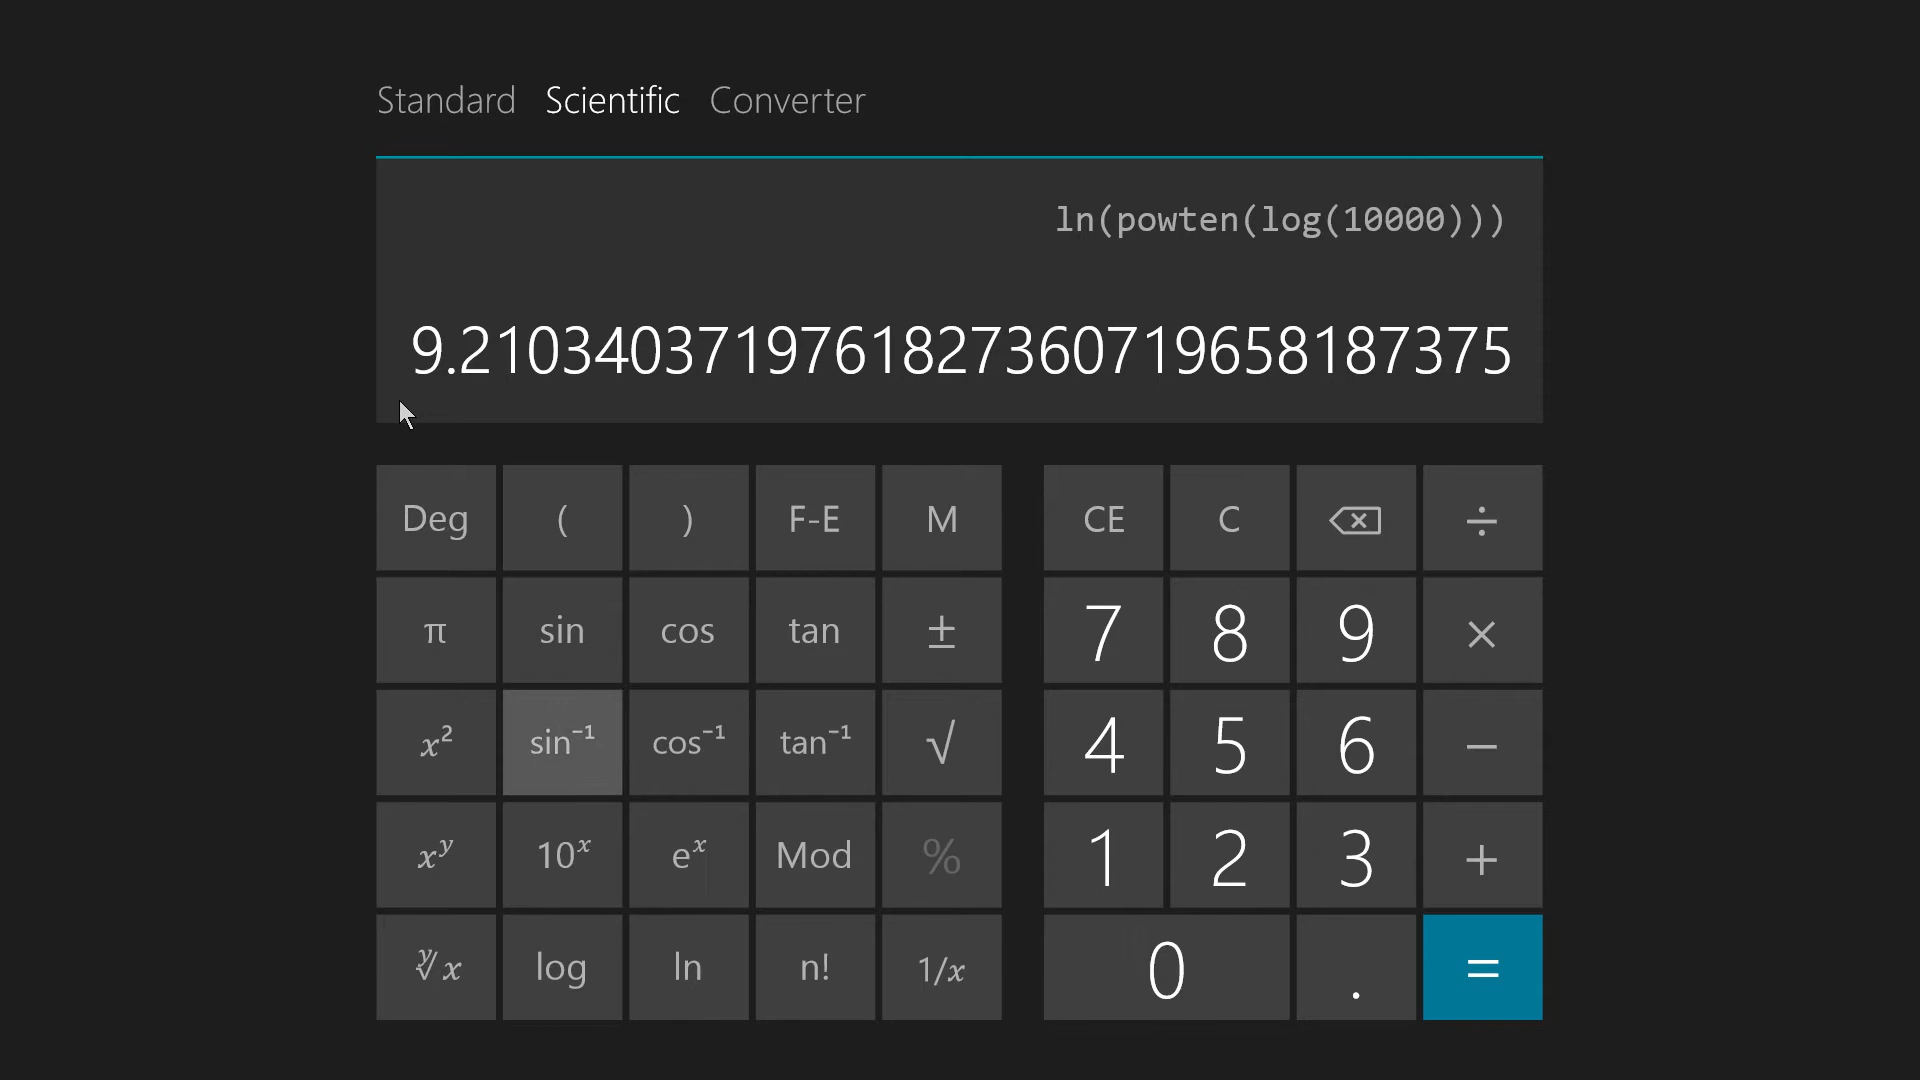 Standard Scientific Converter
ln(powten(log(10000)))
9.2103403719761827360719658187375
Deg ( ) F-E M CE C ÷
π sin cos tan ± 7 8 9 ×
x² sin⁻¹ cos⁻¹ tan⁻¹ √ 4 5 6 −
xʸ 10ˣ eˣ Mod % 1 2 3 +
ʸ√x log ln n! 1/x 0 . =